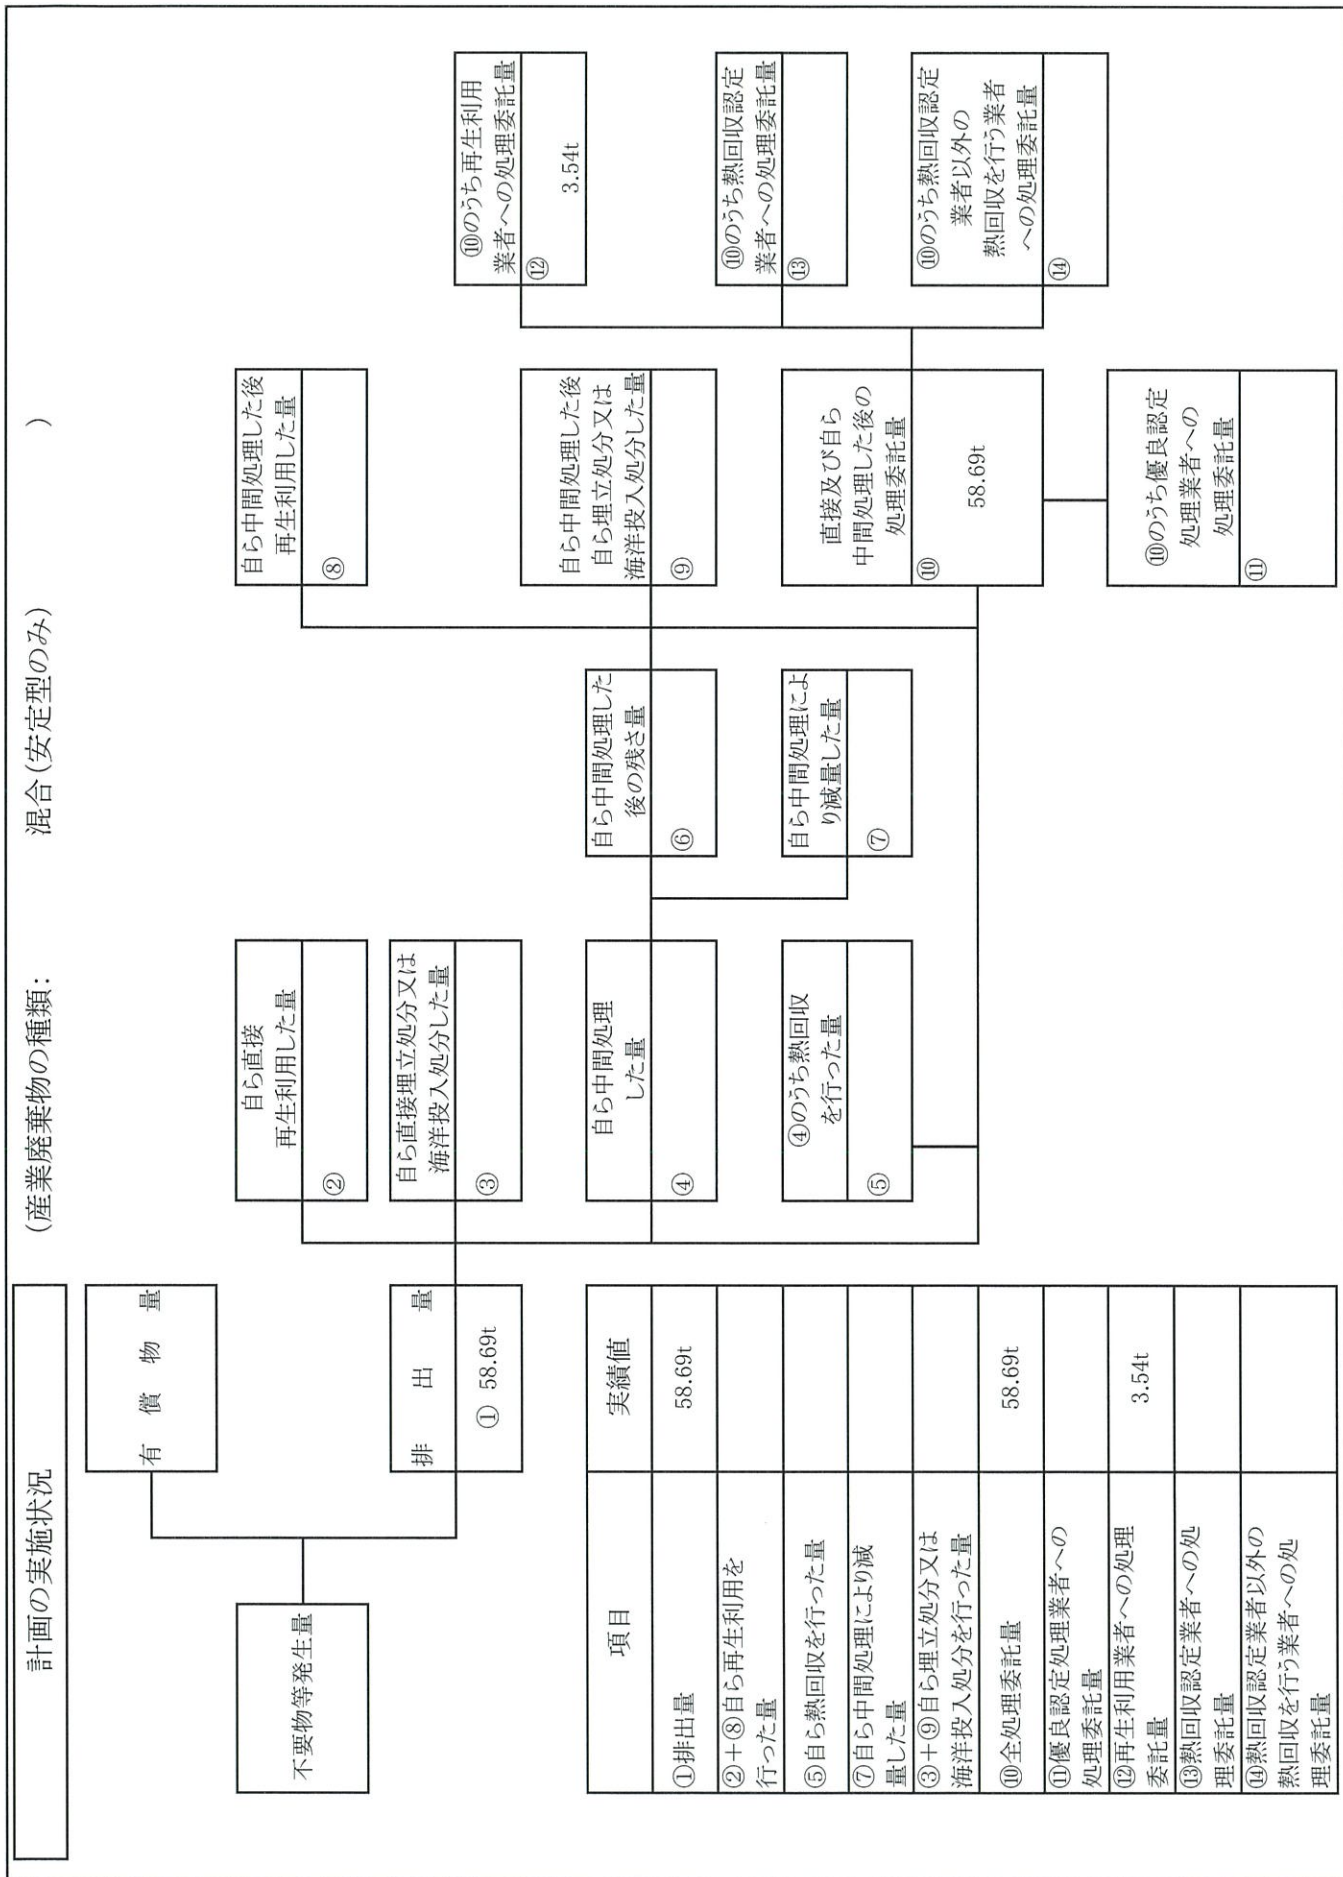 計画の実施状況
(産業廃棄物の種類: 混合(安定型のみ) )
不要物等発生量
有償物量
排出量
① 58.69t
自ら直接
再生利用した量
②
自ら直接埋立処分又は
海洋投入処分した量
③
自ら中間処理
した量
④
④のうち熱回収
を行った量
⑤
自ら中間処理した
後の残さ量
⑥
自ら中間処理によ
り減量した量
⑦
自ら中間処理した後
再生利用した量
⑧
自ら中間処理した後
自ら埋立処分又は
海洋投入処分した量
⑨
直接及び自ら
中間処理した後の
処理委託量
⑩
58.69t
⑩のうち優良認定
処理業者への
処理委託量
⑪
⑩のうち再生利用
業者への処理委託量
⑫
3.54t
⑩のうち熱回収認定
業者への処理委託量
⑬
⑩のうち熱回収認定
業者以外の
熱回収を行う業者
への処理委託量
⑭
項目 実績値
①排出量 58.69t
②+⑧自ら再生利用を
行った量
⑤自ら熱回収を行った量
⑦自ら中間処理により減
量した量
③+⑨自ら埋立処分又は
海洋投入処分を行った量
⑩全処理委託量 58.69t
⑪優良認定処理業者への
処理委託量
⑫再生利用業者への処理
委託量 3.54t
⑬熱回収認定業者への処
理委託量
⑭熱回収認定業者以外の
熱回収を行う業者への処
理委託量